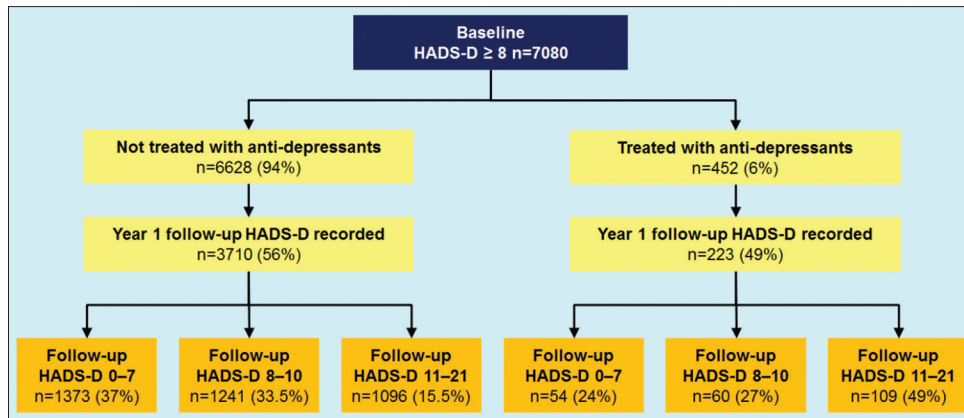 Baseline
HADS-D ≥ 8 n=7080
Not treated with anti-depressants
n=6628 (94%)
Treated with anti-depressants
n=452 (6%)
Year 1 follow-up HADS-D recorded
n=3710 (56%)
Year 1 follow-up HADS-D recorded
n=223 (49%)
Follow-up
HADS-D 0–7
n=1373 (37%)
Follow-up
HADS-D 8–10
n=1241 (33.5%)
Follow-up
HADS-D 11–21
n=1096 (15.5%)
Follow-up
HADS-D 0–7
n=54 (24%)
Follow-up
HADS-D 8–10
n=60 (27%)
Follow-up
HADS-D 11–21
n=109 (49%)